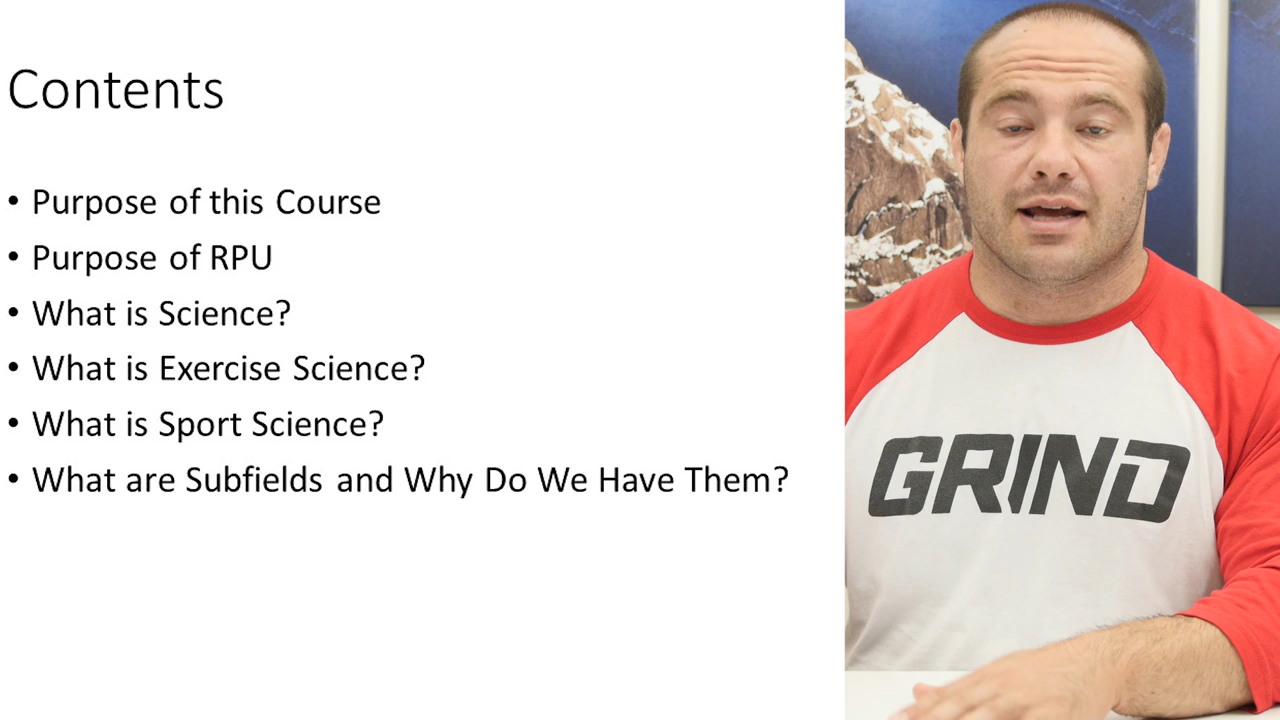 Contents
• Purpose of this Course
• Purpose of RPU
• What is Science?
• What is Exercise Science?
• What is Sport Science?
• What are Subfields and Why Do We Have Them?
GRIND